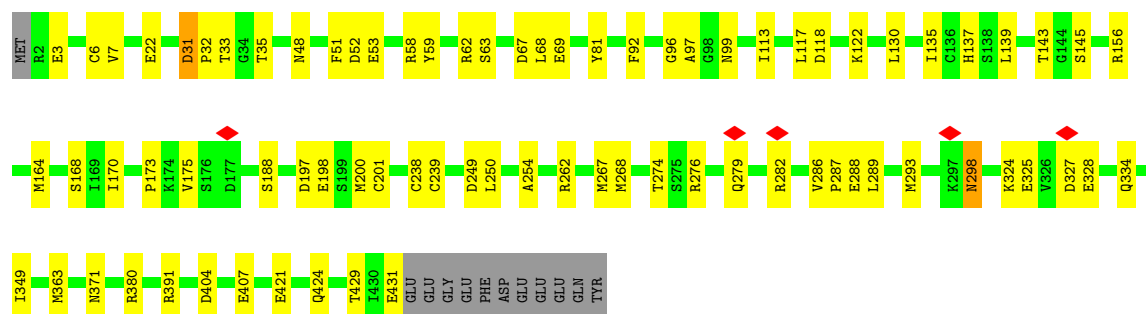 MET R2 E3 C6 V7 E22 D31 P32 T33 G34 T35 N48 F51 D52 E53 R58 Y59 R62 S63 D67 L68 E69 Y81 F92 G96 A97 G98 N99 I113 L117 D118 K122 L130 I135 C136 H137 S138 L139 T143 G144 S145 R156
M164 S168 I169 I170 P173 K174 V175 S176 D177 S188 D197 E198 S199 M200 C201 C238 C239 D249 L250 A254 R262 M267 M268 T274 S275 R276 Q279 R282 V286 P287 E288 L289 M293 K297 N298 K324 E325 V326 D327 E328 Q334
I349 M363 N371 R380 R391 D404 E407 E421 Q424 T429 I430 E431 GLU GLU GLY GLU PHE ASP GLU GLU GLU GLN TYR